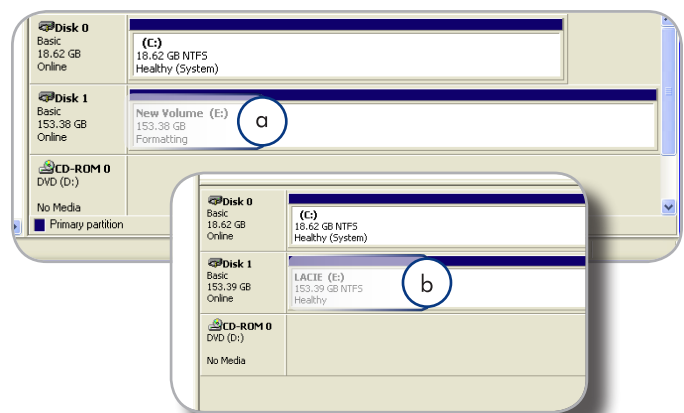 Disk 0
Basic
18.62 GB
Online
(C:)
18.62 GB NTFS
Healthy (System)
Disk 1
Basic
153.38 GB
Online
New Volume (E:)
153.38 GB
Formatting
a
CD-ROM 0
DVD (D:)
No Media
Primary partition
Disk 0
Basic
18.62 GB
Online
(C:)
18.62 GB NTFS
Healthy (System)
Disk 1
Basic
153.39 GB
Online
LACIE (E:)
153.39 GB NTFS
Healthy
b
CD-ROM 0
DVD (D:)
No Media